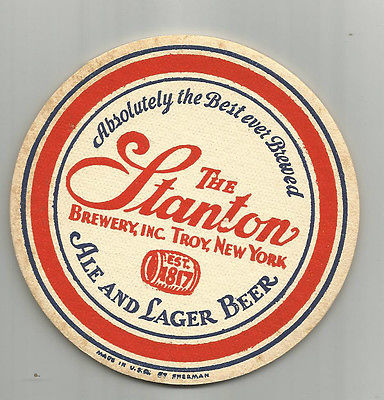 Absolutely the Best ever Brewed
THE
Stanton
BREWERY, INC. TROY, NEW YORK
EST.
1817
ALE AND LAGER BEER
MADE IN U.S.A. BY SHERMAN